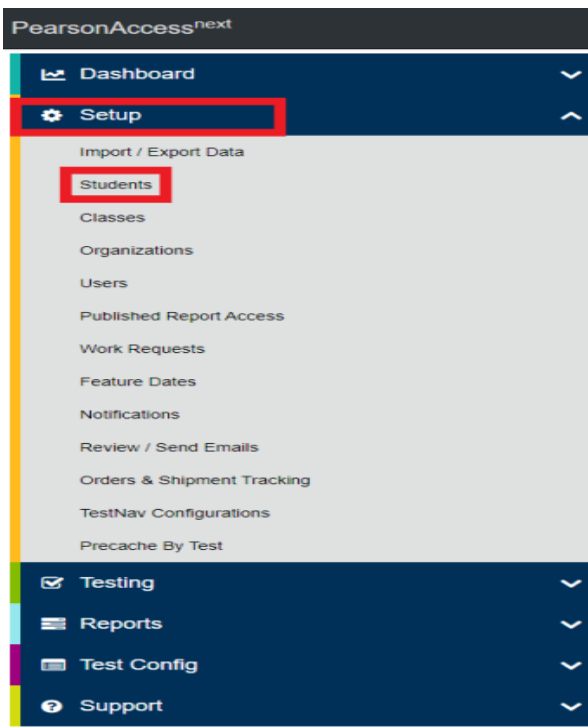 PearsonAccessnext
Dashboard
Setup
Import / Export Data
Students
Classes
Organizations
Users
Published Report Access
Work Requests
Feature Dates
Notifications
Review / Send Emails
Orders & Shipment Tracking
TestNav Configurations
Precache By Test
Testing
Reports
Test Config
Support